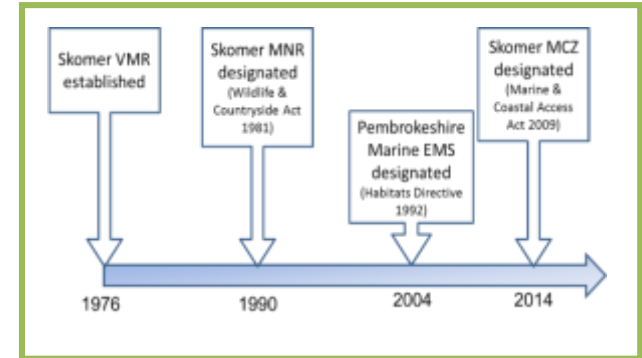 Skomer VMR
established
Skomer MNR
designated
(Wildlife &
Countryside Act
1981)
Pembrokeshire
Marine EMS
designated
(Habitats Directive
1992)
Skomer MCZ
designated
(Marine &
Coastal Access
Act 2009)
1976
1990
2004
2014